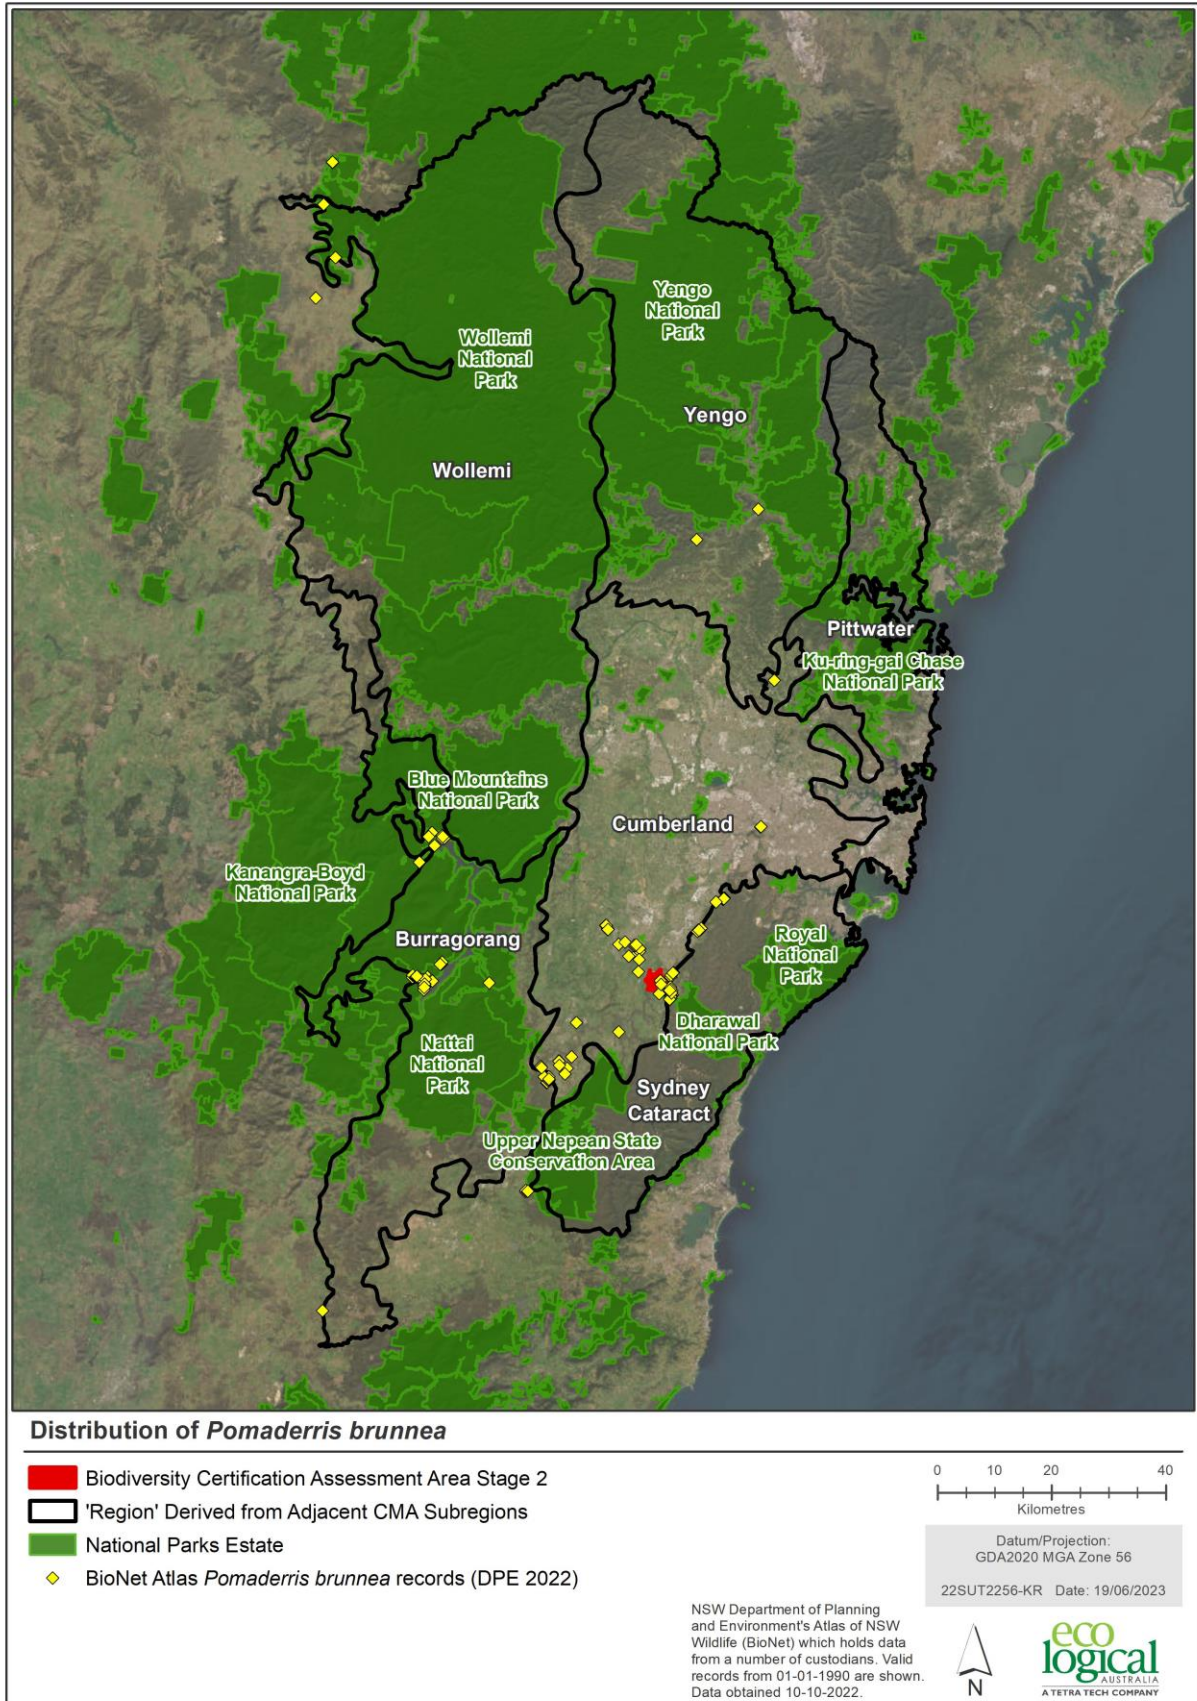 Yengo
National
Park
Wollemi
National
Park
Yengo
Wollemi
Pittwater
Ku-ring-gai Chase
National Park
Blue Mountains
National Park
Cumberland
Kanangra-Boyd
National Park
Burragorang
Royal
National
Park
Dharawal
National Park
Nattai
National
Park
Sydney
Cataract
Upper Nepean State
Conservation Area
Distribution of Pomaderris brunnea
Biodiversity Certification Assessment Area Stage 2
'Region' Derived from Adjacent CMA Subregions
National Parks Estate
BioNet Atlas Pomaderris brunnea records (DPE 2022)
0 10 20 40
Kilometres
Datum/Projection:
GDA2020 MGA Zone 56
22SUT2256-KR Date: 19/06/2023
NSW Department of Planning
and Environment's Atlas of NSW
Wildlife (BioNet) which holds data
from a number of custodians. Valid
records from 01-01-1990 are shown.
Data obtained 10-10-2022.
N
eco
logical
AUSTRALIA
A TETRA TECH COMPANY